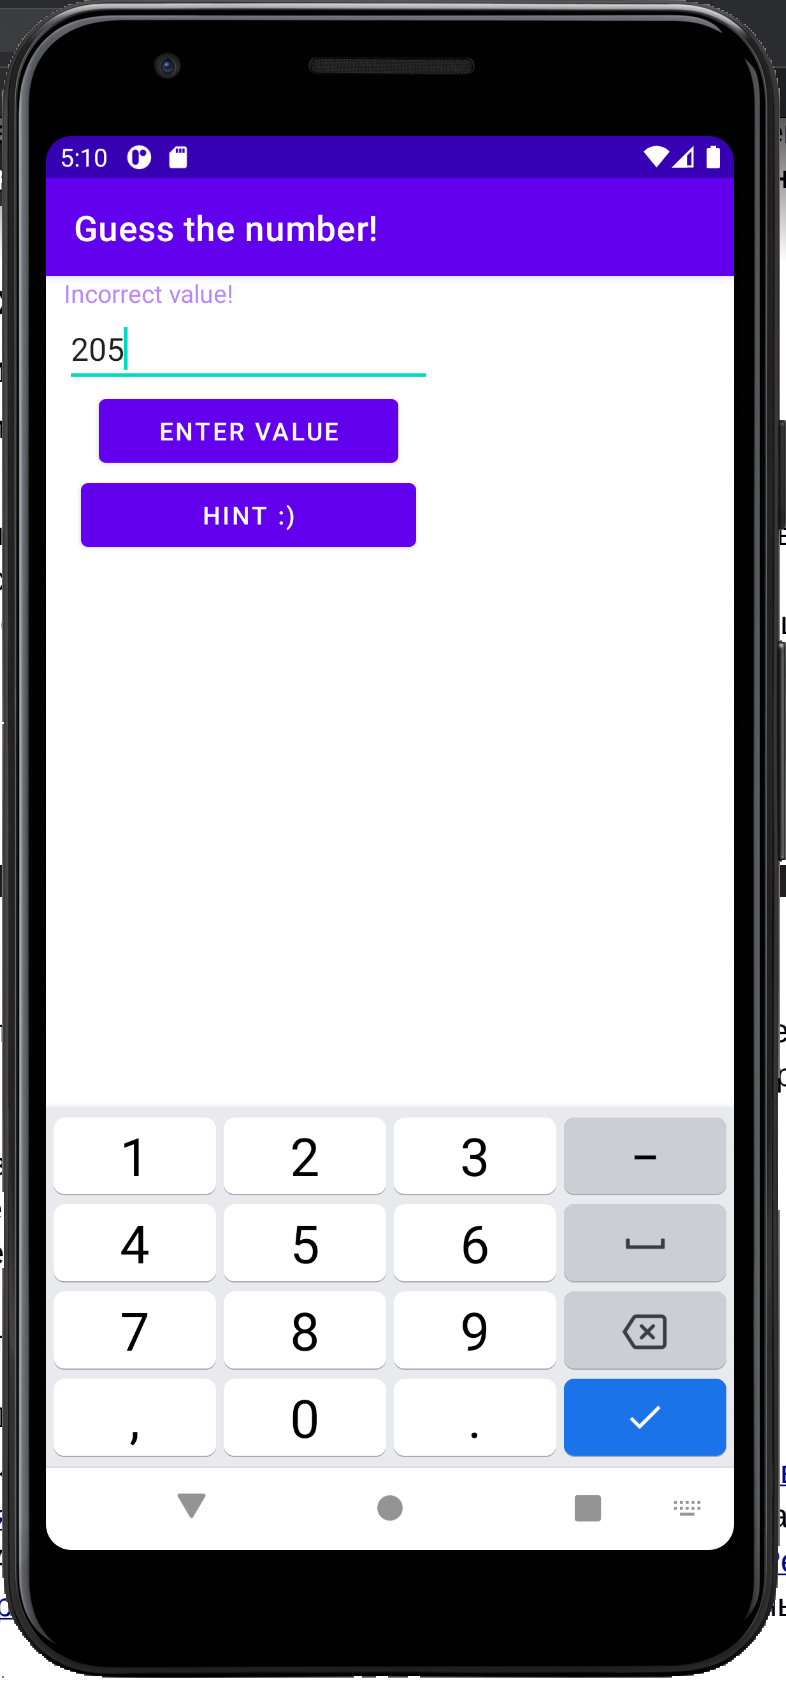 5:10
Guess the number!
Incorrect value!
205
ENTER VALUE
HINT :)
1 2 3 –
4 5 6
7 8 9
, 0 .